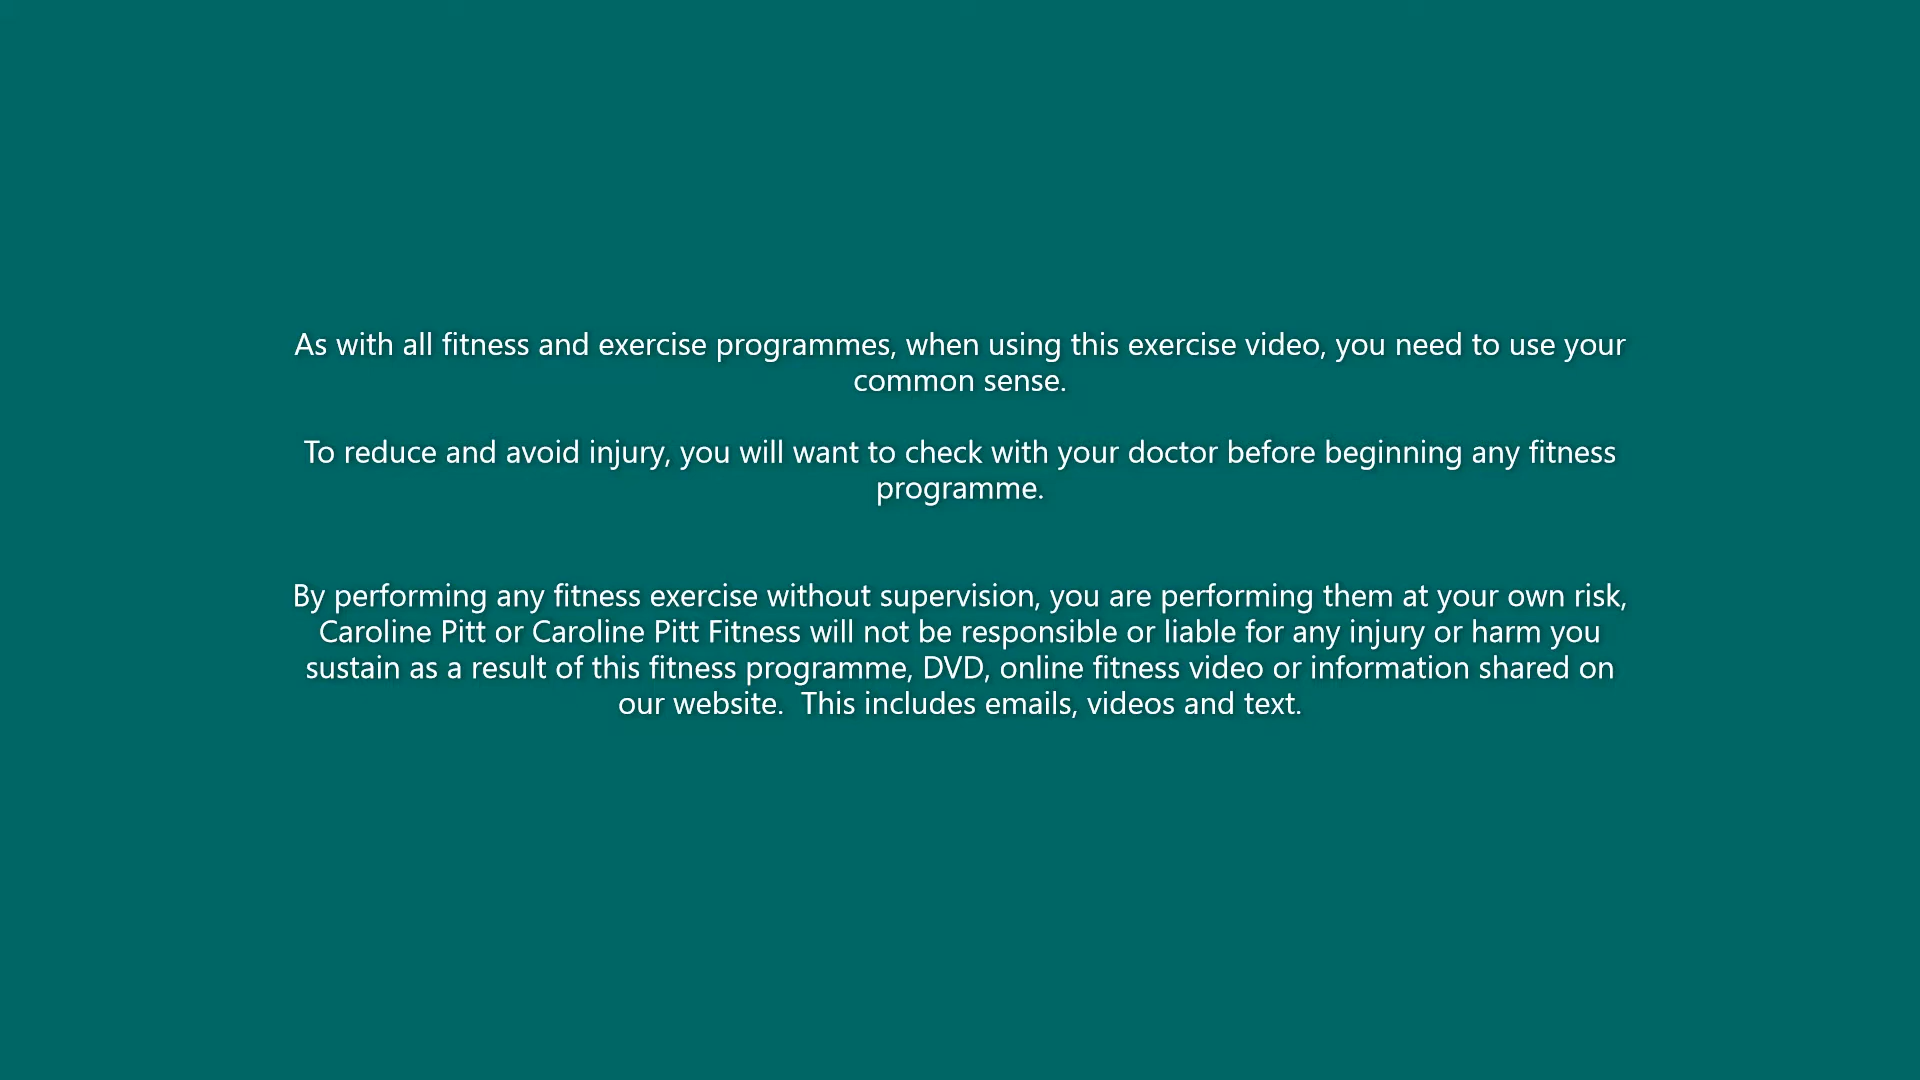 As with all fitness and exercise programmes, when using this exercise video, you need to use your
common sense.
To reduce and avoid injury, you will want to check with your doctor before beginning any fitness
programme.
By performing any fitness exercise without supervision, you are performing them at your own risk,
Caroline Pitt or Caroline Pitt Fitness will not be responsible or liable for any injury or harm you
sustain as a result of this fitness programme, DVD, online fitness video or information shared on
our website.  This includes emails, videos and text.